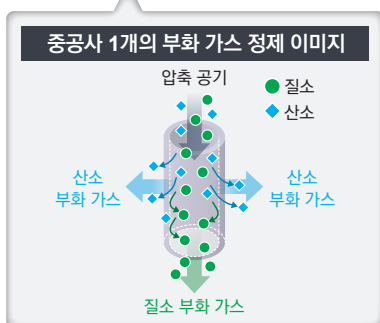 중공사 1개의 부화 가스 정제 이미지
압축 공기
질소
산소
산소
부화 가스
산소
부화 가스
질소 부화 가스